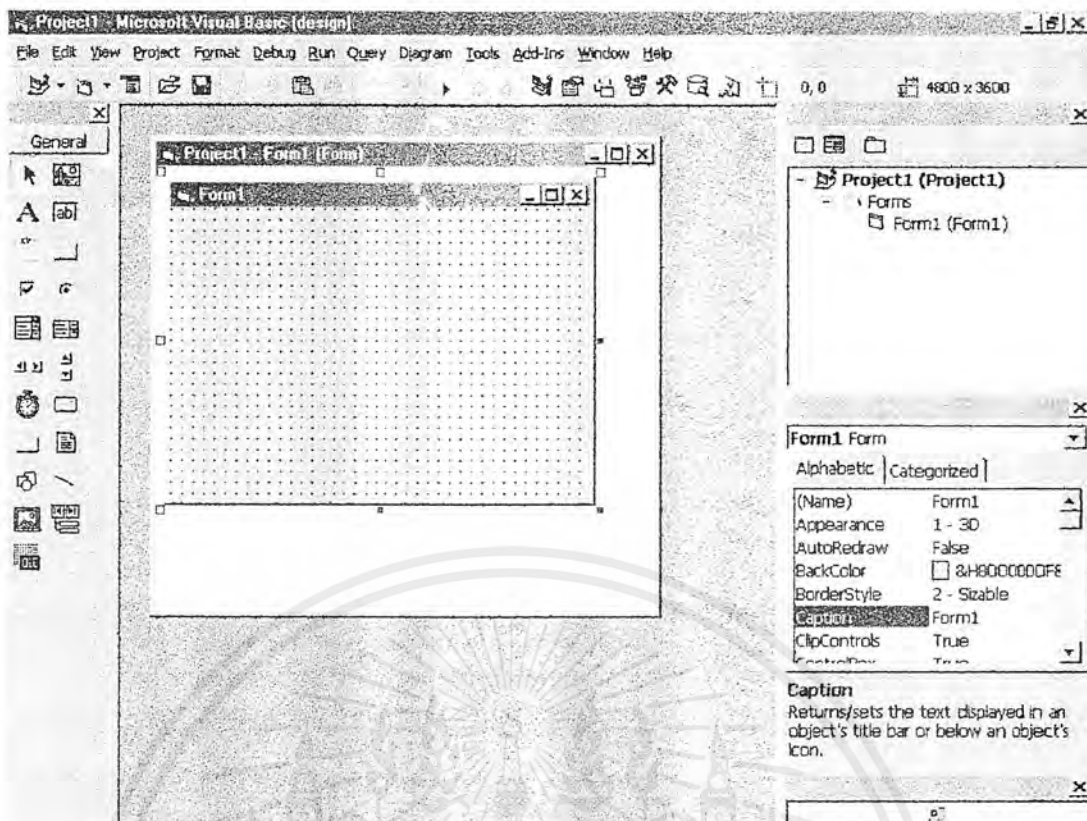 Project1 - Microsoft Visual Basic [design]
File Edit View Project Format Debug Run Query Diagram Tools Add-Ins Window Help
0, 0 4800 x 3600
General
Project1 - Form1 (Form)
Form1
A ab|
Project1 (Project1)
Forms
Form1 (Form1)
Form1 Form
Alphabetic Categorized
(Name) Form1
Appearance 1 - 3D
AutoRedraw False
BackColor
BorderStyle 2 - Sizable
Caption Form1
ClipControls True
ControlBox True
Caption
Returns/sets the text displayed in an
object's title bar or below an object's
icon.